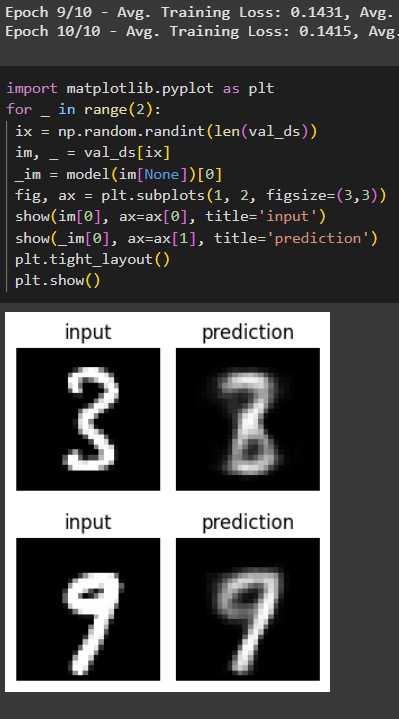 Epoch 9/10 - Avg. Training Loss: 0.1431, Avg.
Epoch 10/10 - Avg. Training Loss: 0.1415, Avg.
import matplotlib.pyplot as plt
for _ in range(2):
ix = np.random.randint(len(val_ds))
im, _ = val_ds[ix]
_im = model(im[None])[0]
fig, ax = plt.subplots(1, 2, figsize=(3,3))
show(im[0], ax=ax[0], title='input')
show(_im[0], ax=ax[1], title='prediction')
plt.tight_layout()
plt.show()
input prediction
3
input prediction
9 9